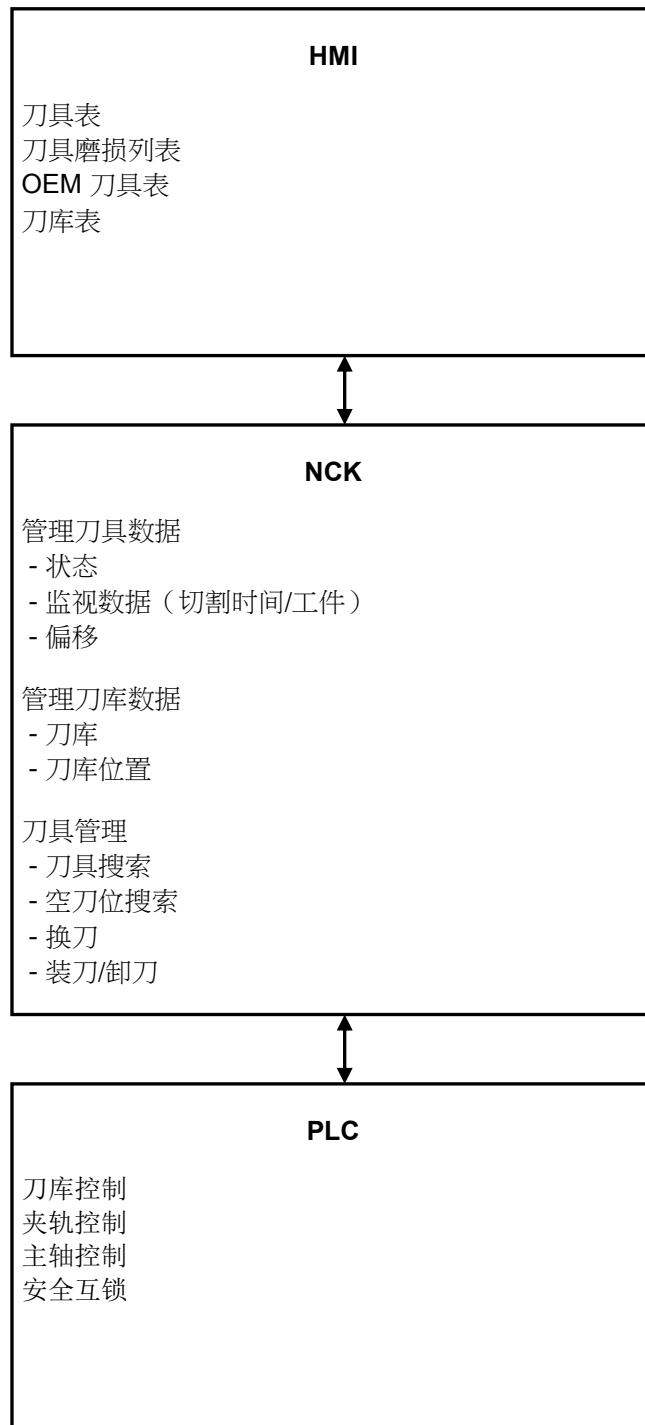 HMI
刀具表
刀具磨损列表
OEM 刀具表
刀库表
NCK
管理刀具数据
- 状态
- 监视数据（切割时间/工件）
- 偏移
管理刀库数据
- 刀库
- 刀库位置
刀具管理
- 刀具搜索
- 空刀位搜索
- 换刀
- 装刀/卸刀
PLC
刀库控制
夹轨控制
主轴控制
安全互锁